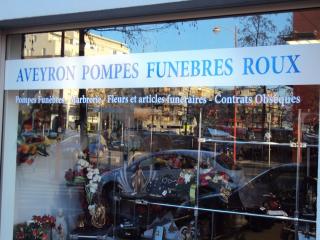 AVEYRON POMPES FUNEBRES ROUX
Pompes Funèbres - Marbrerie - Fleurs et articles funéraires - Contrats Obsèques